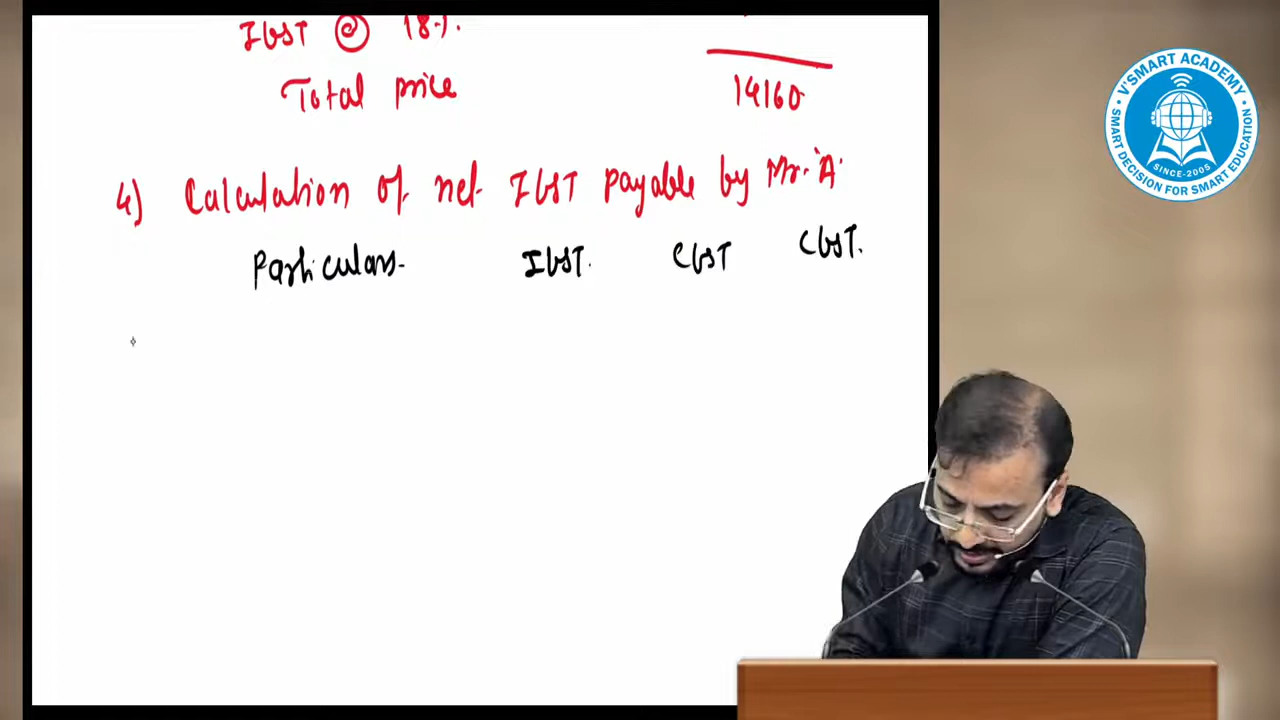 IGST @ 18%.
Total price 14160
4) Calculation of net IGST payable by Mr. 'A'
Particulars. IGST. CGST CGST.
V'SMART ACADEMY
SMART DECISION FOR SMART EDUCATION
SINCE-2005